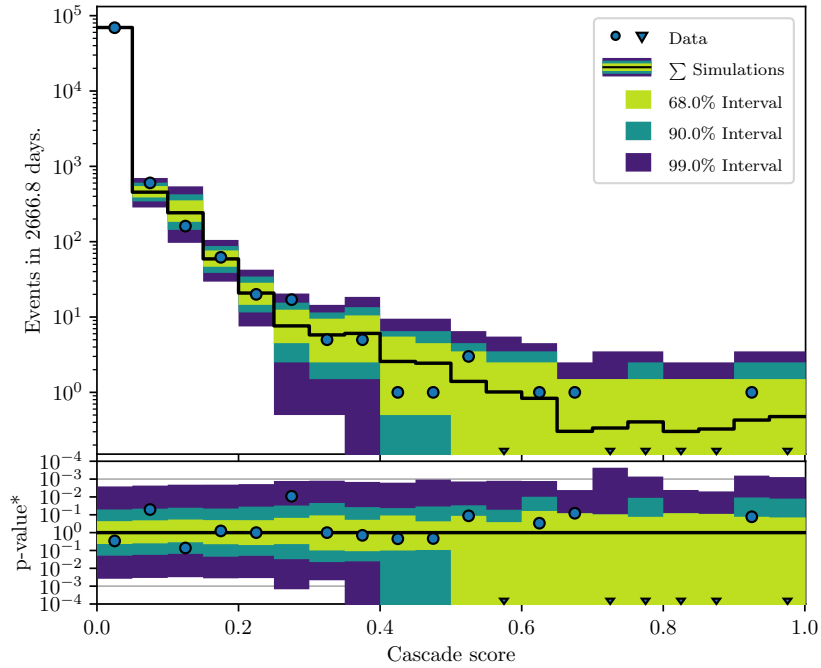 10^5
10^4
10^3
10^2
10^1
10^0
Events in 2666.8 days.
Data
∑ Simulations
68.0% Interval
90.0% Interval
99.0% Interval
10^−4
10^−3
10^−2
10^−1
10^0
10^−1
10^−2
10^−3
10^−4
p-value*
0.0 0.2 0.4 0.6 0.8 1.0
Cascade score